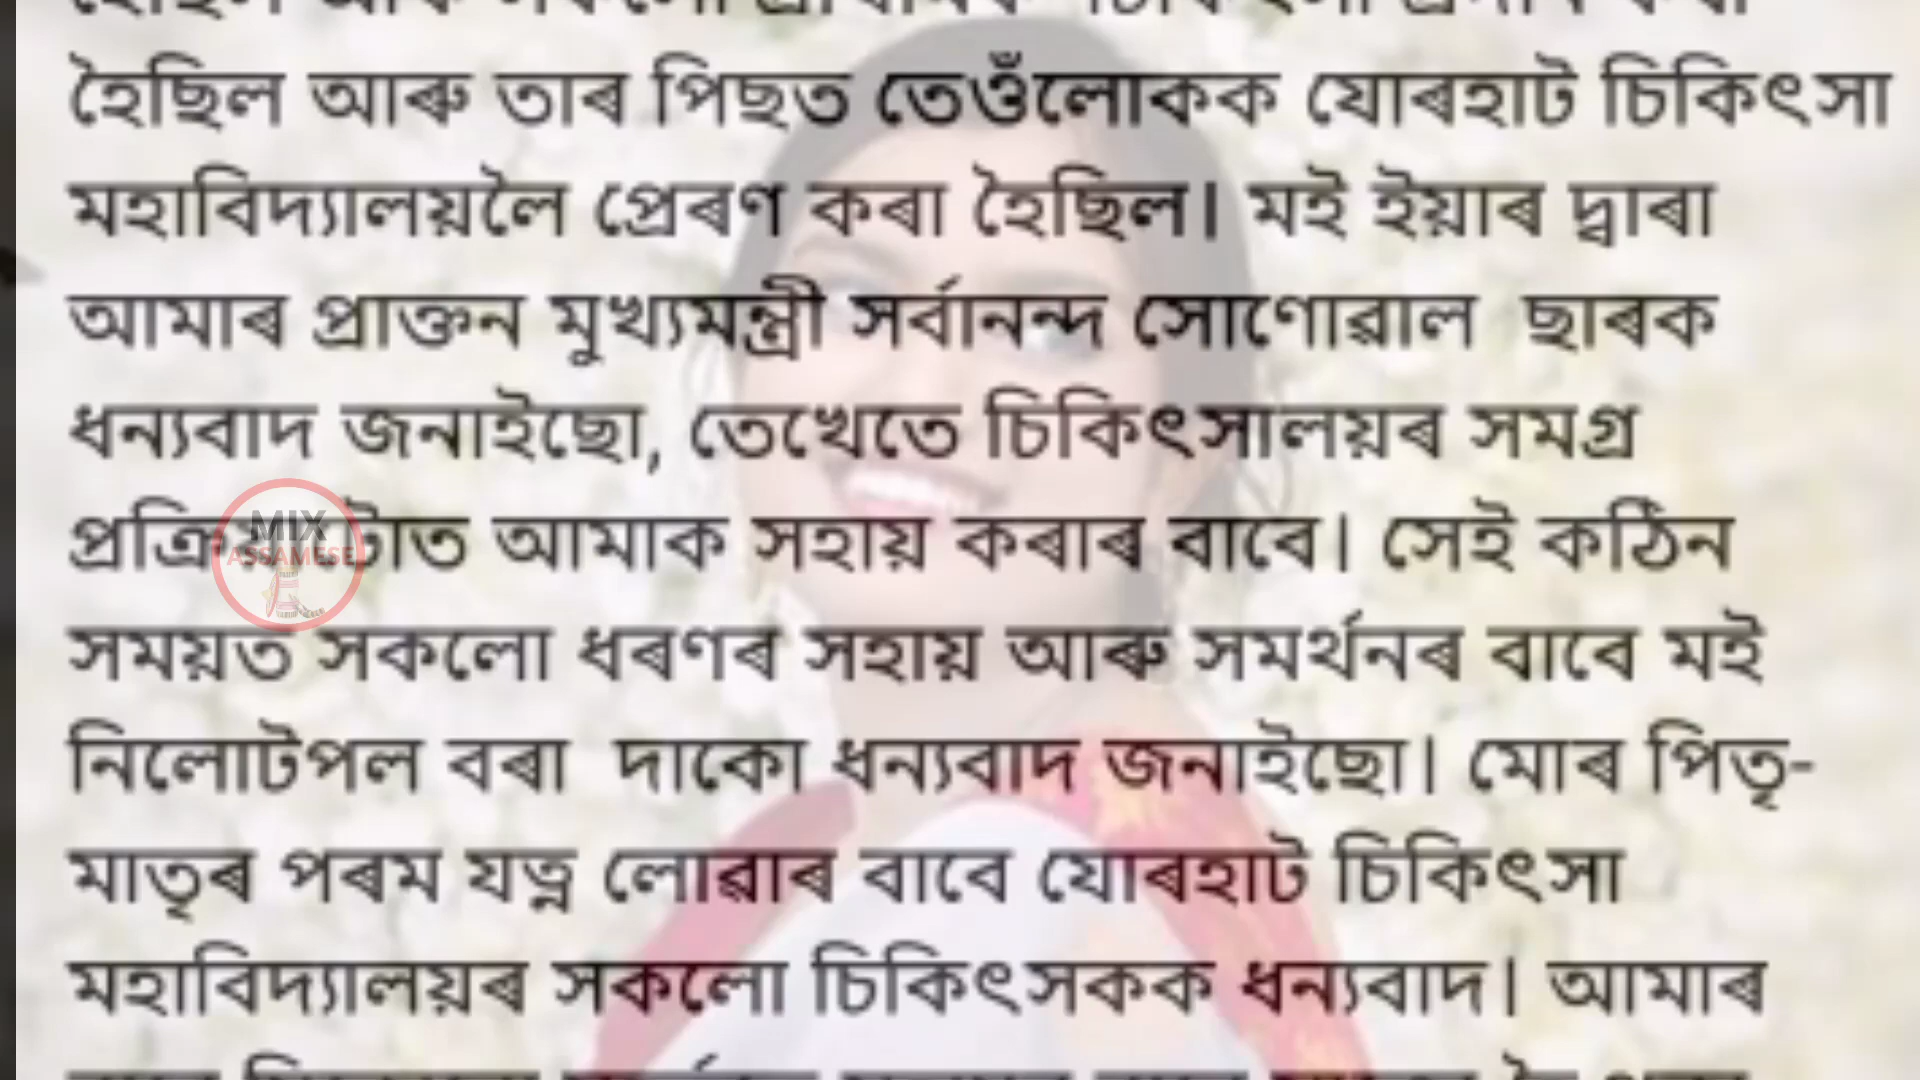 হৈছিল আৰু তাৰ পিছত তেওঁলোকক যোৰহাট চিকিৎসা
মহাবিদ্যালয়লৈ প্ৰেৰণ কৰা হৈছিল। মই ইয়াৰ দ্বাৰা
আমাৰ প্ৰাক্তন মুখ্যমন্ত্ৰী সৰ্বানন্দ সোণোৱাল ছাৰক
ধন্যবাদ জনাইছো, তেখেতে চিকিৎসালয়ৰ সমগ্ৰ
আমাক সহায় কৰাৰ বাবে। সেই কঠিন
MIX
ASSAMESE
সময়ত সকলো ধৰণৰ সহায় আৰু সমৰ্থনৰ বাবে মই
নিলোটপল বৰা দাকো ধন্যবাদ জনাইছো। মোৰ পিতৃ-
মাতৃৰ পৰম যত্ন লোৱাৰ বাবে যোৰহাট চিকিৎসা
মহাবিদ্যালয়ৰ সকলো চিকিৎসকক ধন্যবাদ। আমাৰ